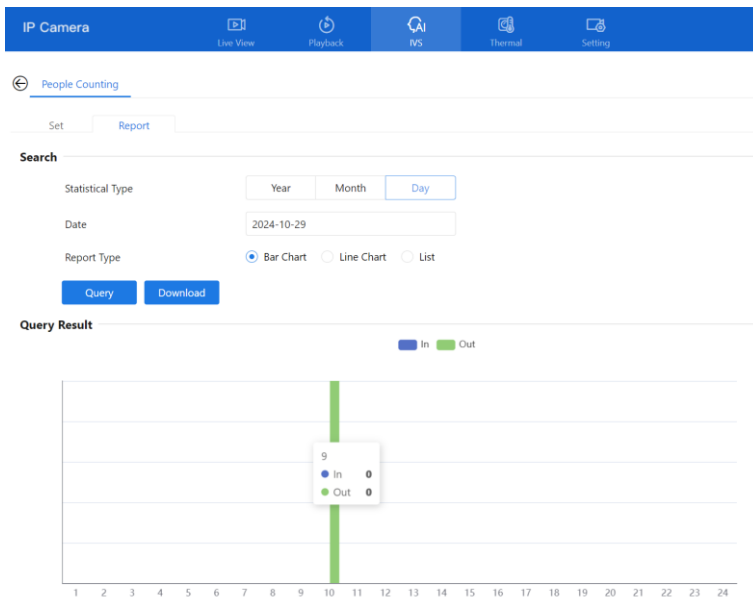 IP Camera
Live View Playback AI IVS Thermal Setting
People Counting
Set Report
Search
Statistical Type Year Month Day
Date 2024-10-29
Report Type Bar Chart Line Chart List
Query Download
Query Result
In Out
9
In 0
Out 0
1 2 3 4 5 6 7 8 9 10 11 12 13 14 15 16 17 18 19 20 21 22 23 24